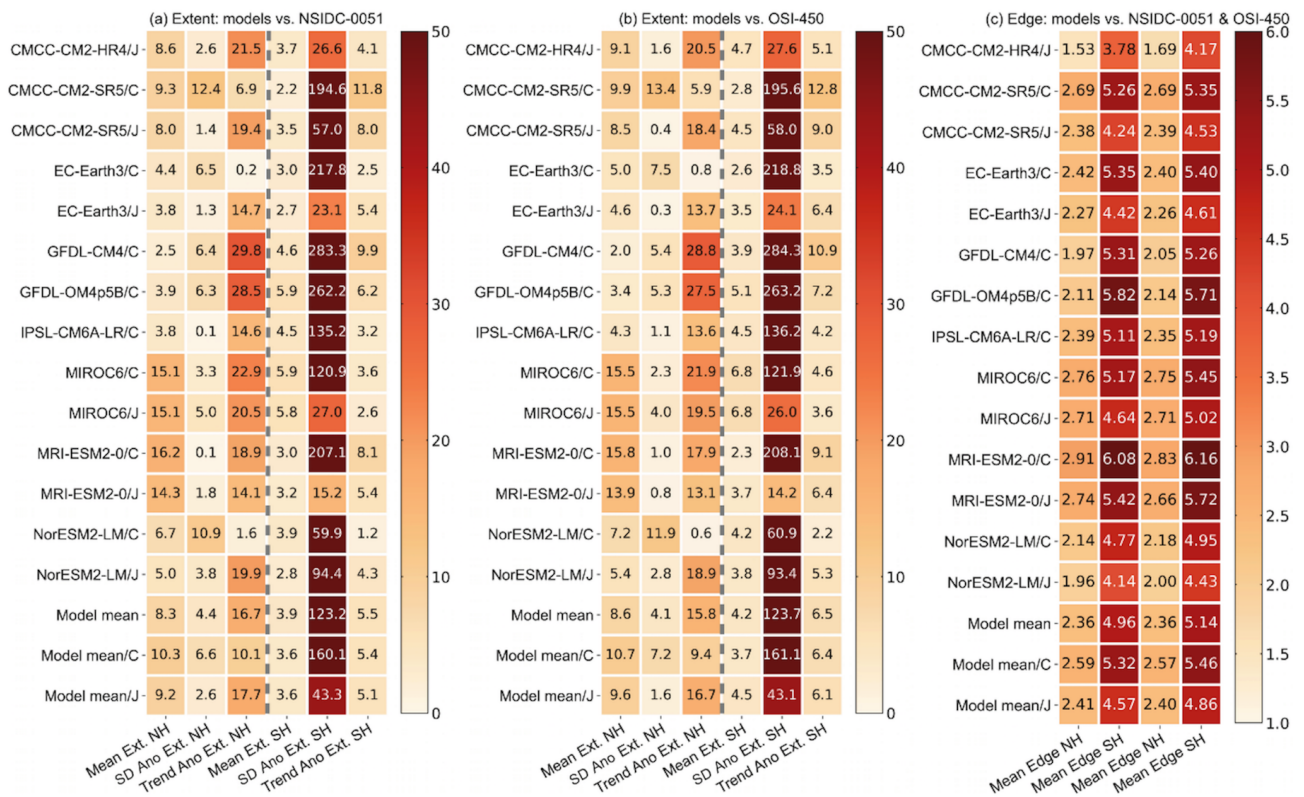 (a) Extent: models vs. NSIDC-0051
CMCC-CM2-HR4/J 8.6 2.6 21.5 3.7 26.6 4.1
CMCC-CM2-SR5/C 9.3 12.4 6.9 2.2 194.6 11.8
CMCC-CM2-SR5/J 8.0 1.4 19.4 3.5 57.0 8.0
EC-Earth3/C 4.4 6.5 0.2 3.0 217.8 2.5
EC-Earth3/J 3.8 1.3 14.7 2.7 23.1 5.4
GFDL-CM4/C 2.5 6.4 29.8 4.6 283.3 9.9
GFDL-OM4p5B/C 3.9 6.3 28.5 5.9 262.2 6.2
IPSL-CM6A-LR/C 3.8 0.1 14.6 4.5 135.2 3.2
MIROC6/C 15.1 3.3 22.9 5.9 120.9 3.6
MIROC6/J 15.1 5.0 20.5 5.8 27.0 2.6
MRI-ESM2-0/C 16.2 0.1 18.9 3.0 207.1 8.1
MRI-ESM2-0/J 14.3 1.8 14.1 3.2 15.2 5.4
NorESM2-LM/C 6.7 10.9 1.6 3.9 59.9 1.2
NorESM2-LM/J 5.0 3.8 19.9 2.8 94.4 4.3
Model mean 8.3 4.4 16.7 3.9 123.2 5.5
Model mean/C 10.3 6.6 10.1 3.6 160.1 5.4
Model mean/J 9.2 2.6 17.7 3.6 43.3 5.1
Mean Ext. NH
SD Ano Ext. NH
Trend Ano Ext. NH
Mean Ext. SH
SD Ano Ext. SH
Trend Ano Ext. SH
50
40
30
20
10
0
(b) Extent: models vs. OSI-450
CMCC-CM2-HR4/J 9.1 1.6 20.5 4.7 27.6 5.1
CMCC-CM2-SR5/C 9.9 13.4 5.9 2.8 195.6 12.8
CMCC-CM2-SR5/J 8.5 0.4 18.4 4.5 58.0 9.0
EC-Earth3/C 5.0 7.5 0.8 2.6 218.8 3.5
EC-Earth3/J 4.6 0.3 13.7 3.5 24.1 6.4
GFDL-CM4/C 2.0 5.4 28.8 3.9 284.3 10.9
GFDL-OM4p5B/C 3.4 5.3 27.5 5.1 263.2 7.2
IPSL-CM6A-LR/C 4.3 1.1 13.6 4.5 136.2 4.2
MIROC6/C 15.5 2.3 21.9 6.8 121.9 4.6
MIROC6/J 15.5 4.0 19.5 6.8 26.0 3.6
MRI-ESM2-0/C 15.8 1.0 17.9 2.3 208.1 9.1
MRI-ESM2-0/J 13.9 0.8 13.1 3.7 14.2 6.4
NorESM2-LM/C 7.2 11.9 0.6 4.2 60.9 2.2
NorESM2-LM/J 5.4 2.8 18.9 3.8 93.4 5.3
Model mean 8.6 4.1 15.8 4.2 123.7 6.5
Model mean/C 10.7 7.2 9.4 3.7 161.1 6.4
Model mean/J 9.6 1.6 16.7 4.5 43.1 6.1
Mean Ext. NH
SD Ano Ext. NH
Trend Ano Ext. NH
Mean Ext. SH
SD Ano Ext. SH
Trend Ano Ext. SH
50
40
30
20
10
0
(c) Edge: models vs. NSIDC-0051 & OSI-450
CMCC-CM2-HR4/J 1.53 3.78 1.69 4.17
CMCC-CM2-SR5/C 2.69 5.26 2.69 5.35
CMCC-CM2-SR5/J 2.38 4.24 2.39 4.53
EC-Earth3/C 2.42 5.35 2.40 5.40
EC-Earth3/J 2.27 4.42 2.26 4.61
GFDL-CM4/C 1.97 5.31 2.05 5.26
GFDL-OM4p5B/C 2.11 5.82 2.14 5.71
IPSL-CM6A-LR/C 2.39 5.11 2.35 5.19
MIROC6/C 2.76 5.17 2.75 5.45
MIROC6/J 2.71 4.64 2.71 5.02
MRI-ESM2-0/C 2.91 6.08 2.83 6.16
MRI-ESM2-0/J 2.74 5.42 2.66 5.72
NorESM2-LM/C 2.14 4.77 2.18 4.95
NorESM2-LM/J 1.96 4.14 2.00 4.43
Model mean 2.36 4.96 2.36 5.14
Model mean/C 2.59 5.32 2.57 5.46
Model mean/J 2.41 4.57 2.40 4.86
Mean Edge NH
Mean Edge SH
Mean Edge NH
Mean Edge SH
6.0
5.5
5.0
4.5
4.0
3.5
3.0
2.5
2.0
1.5
1.0